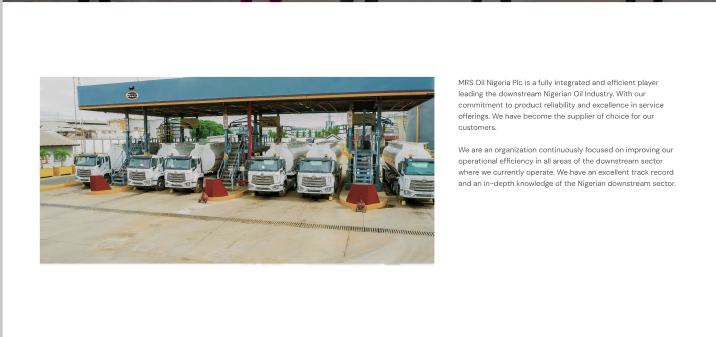 MRS Oil Nigeria Plc is a fully integrated and efficient player
leading the downstream Nigerian Oil Industry. With our
commitment to product reliability and excellence in service
offerings. We have become the supplier of choice for our
customers.
We are an organization continuously focused on improving our
operational efficiency in all areas of the downstream sector
where we currently operate. We have an excellent track record
and an in-depth knowledge of the Nigerian downstream sector.